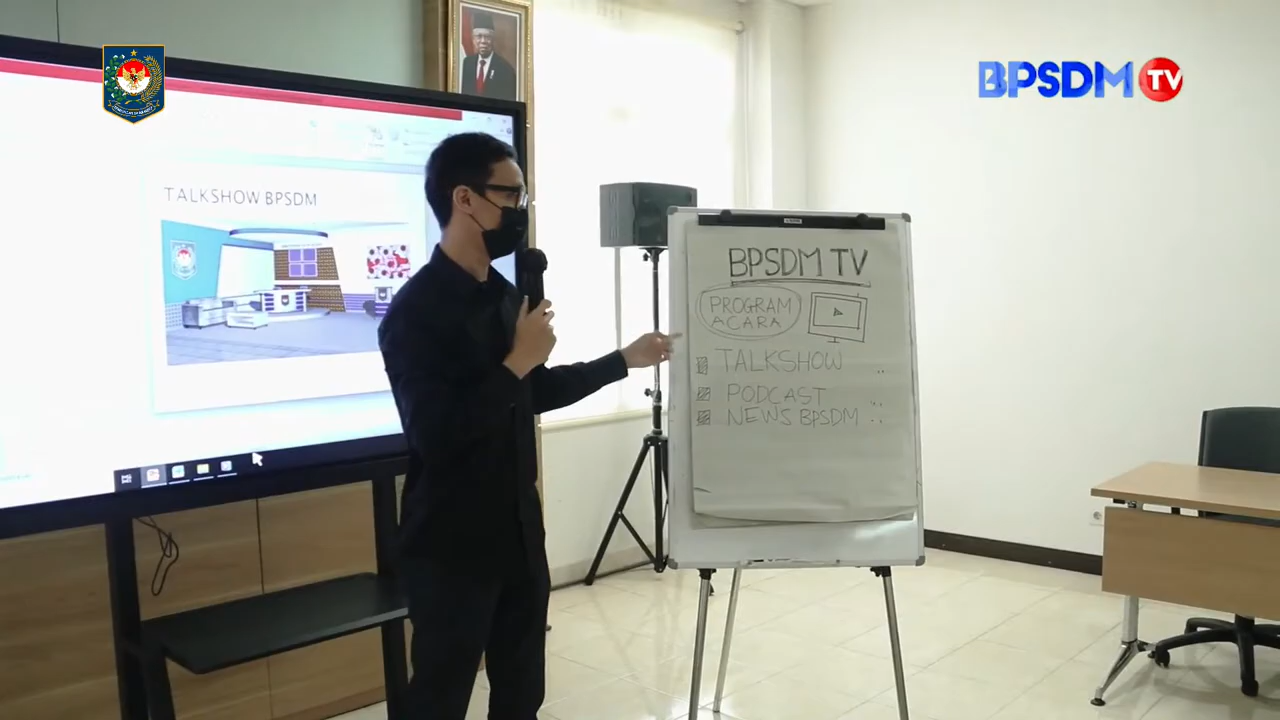 BPSDM TV
TALKSHOW BPSDM
BPSDM TV
PROGRAM
ACARA
TALKSHOW
PODCAST
NEWS BPSDM